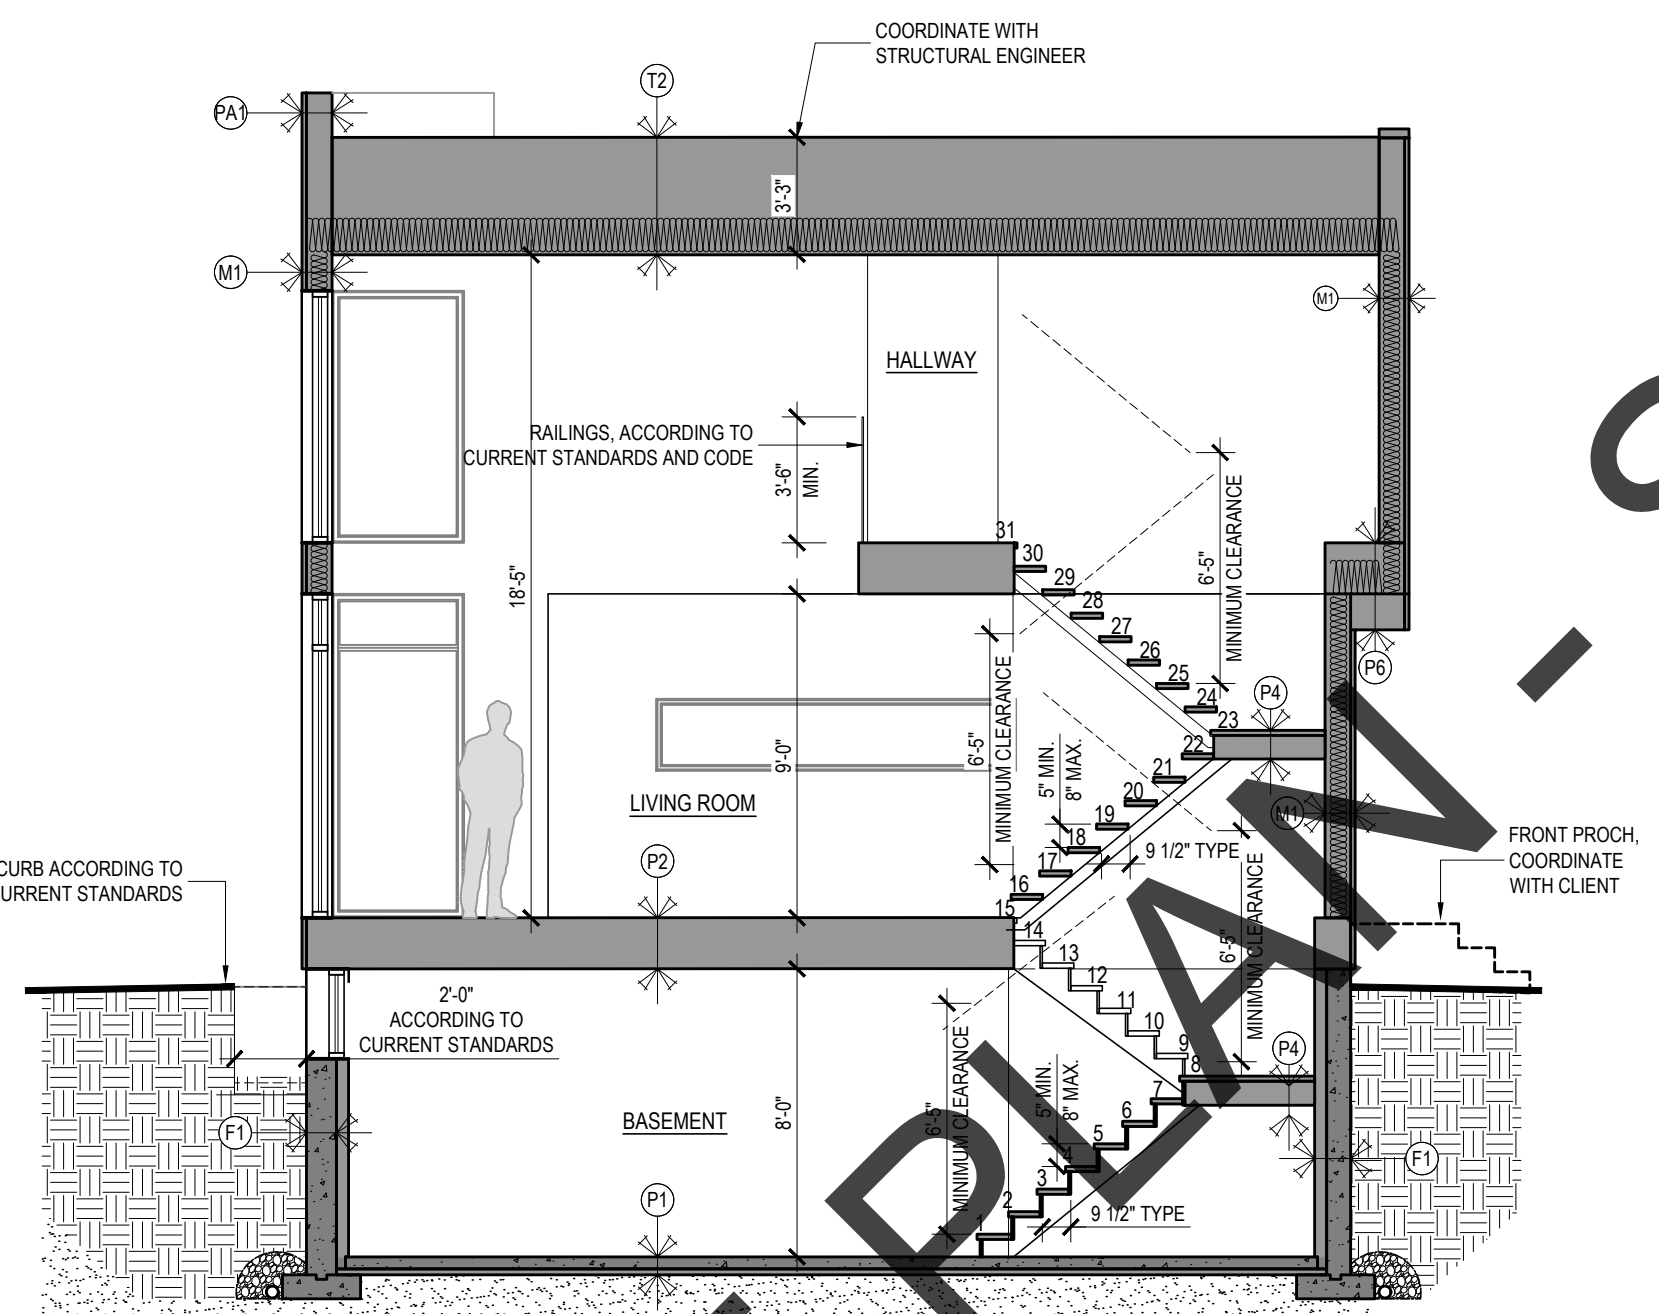 COORDINATE WITH
STRUCTURAL ENGINEER
T2
PA1
3'-3"
M1
M1
HALLWAY
RAILINGS, ACCORDING TO
CURRENT STANDARDS AND CODE
3'-6"
MIN.
31
30
29
28
27
26
25
24
23
22
21
20
19
18
17
16
15
14
13
12
11
10
9
8
7
6
5
4
3
2
1
6'-5"
MINIMUM CLEARANCE
18'-5"
P6
P4
6'-5"
MINIMUM CLEARANCE
9'-0"
5" MIN.
8" MAX.
LIVING ROOM
M1
9 1/2" TYPE
FRONT PROCH,
COORDINATE
WITH CLIENT
CURB ACCORDING TO
CURRENT STANDARDS
P2
6'-5"
MINIMUM CLEARANCE
2'-0"
ACCORDING TO
CURRENT STANDARDS
P4
6'-5"
MINIMUM CLEARANCE
5" MIN.
8" MAX.
F1
BASEMENT
8'-0"
F1
P1
9 1/2" TYPE
PLAN - S